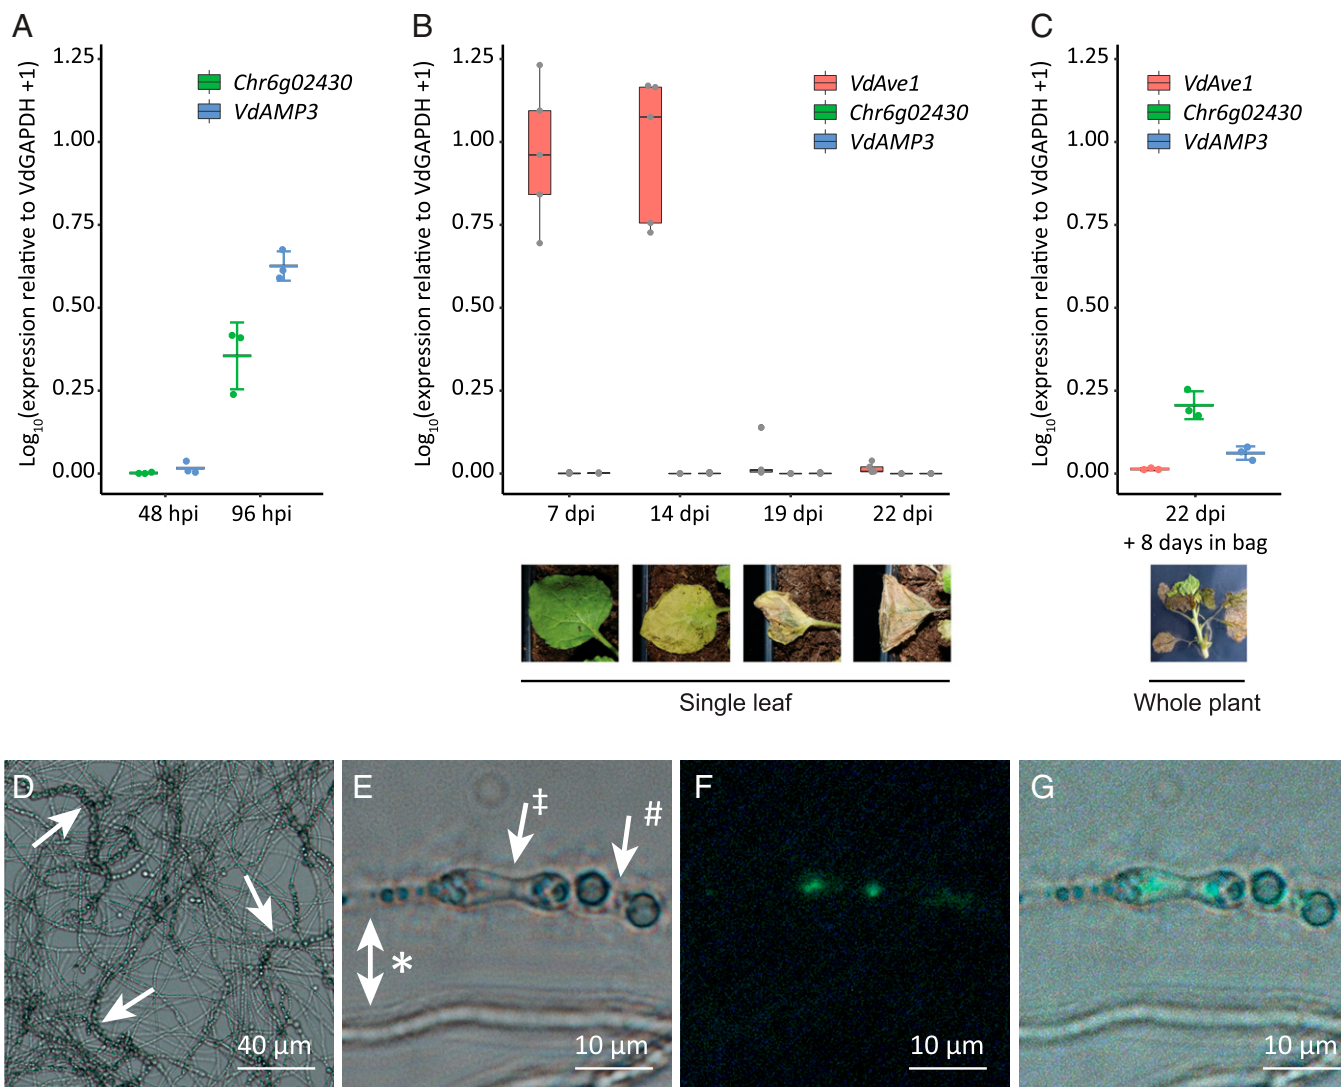 A
Log10(expression relative to VdGAPDH +1)
1.25
1.00
0.75
0.50
0.25
0.00
Chr6g02430
VdAMP3
48 hpi
96 hpi
B
Log10(expression relative to VdGAPDH +1)
1.25
1.00
0.75
0.50
0.25
0.00
VdAve1
Chr6g02430
VdAMP3
7 dpi
14 dpi
19 dpi
22 dpi
Single leaf
C
Log10(expression relative to VdGAPDH +1)
1.25
1.00
0.75
0.50
0.25
0.00
VdAve1
Chr6g02430
VdAMP3
22 dpi
+ 8 days in bag
Whole plant
D
40 µm
E
‡
#
*
10 µm
F
10 µm
G
10 µm